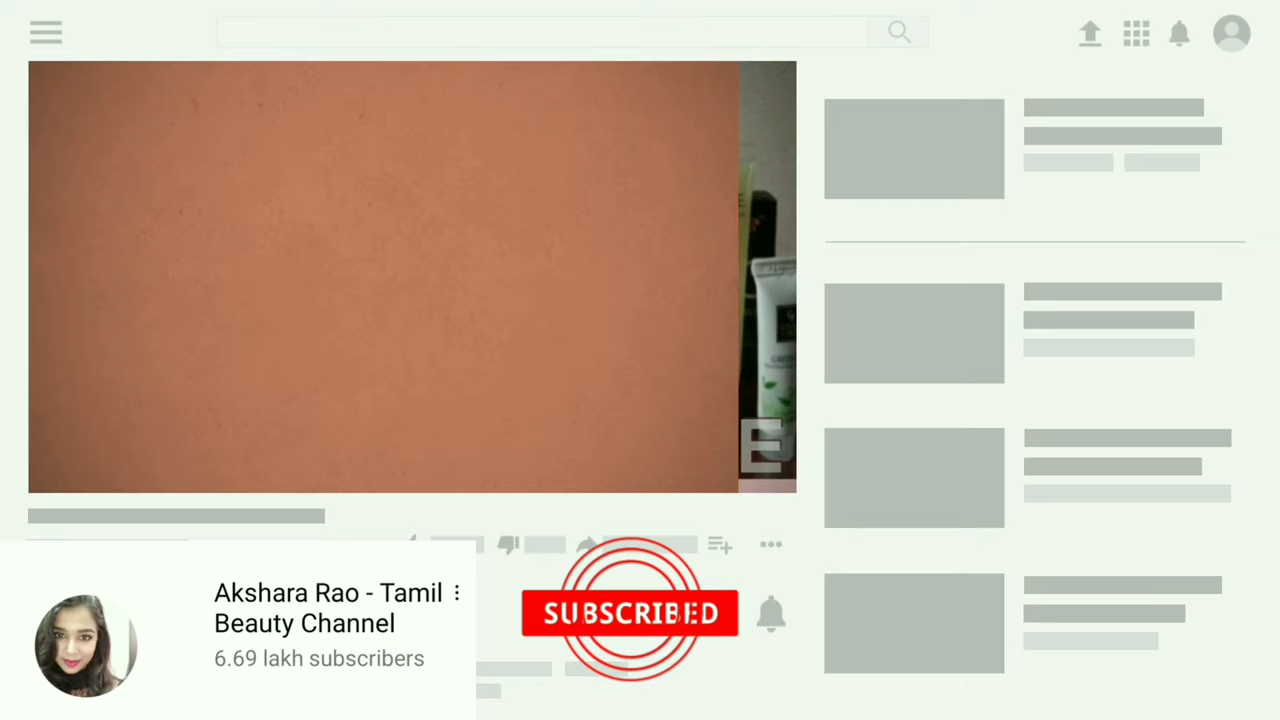 E
Akshara Rao - Tamil
Beauty Channel
6.69 lakh subscribers
SUBSCRIBED